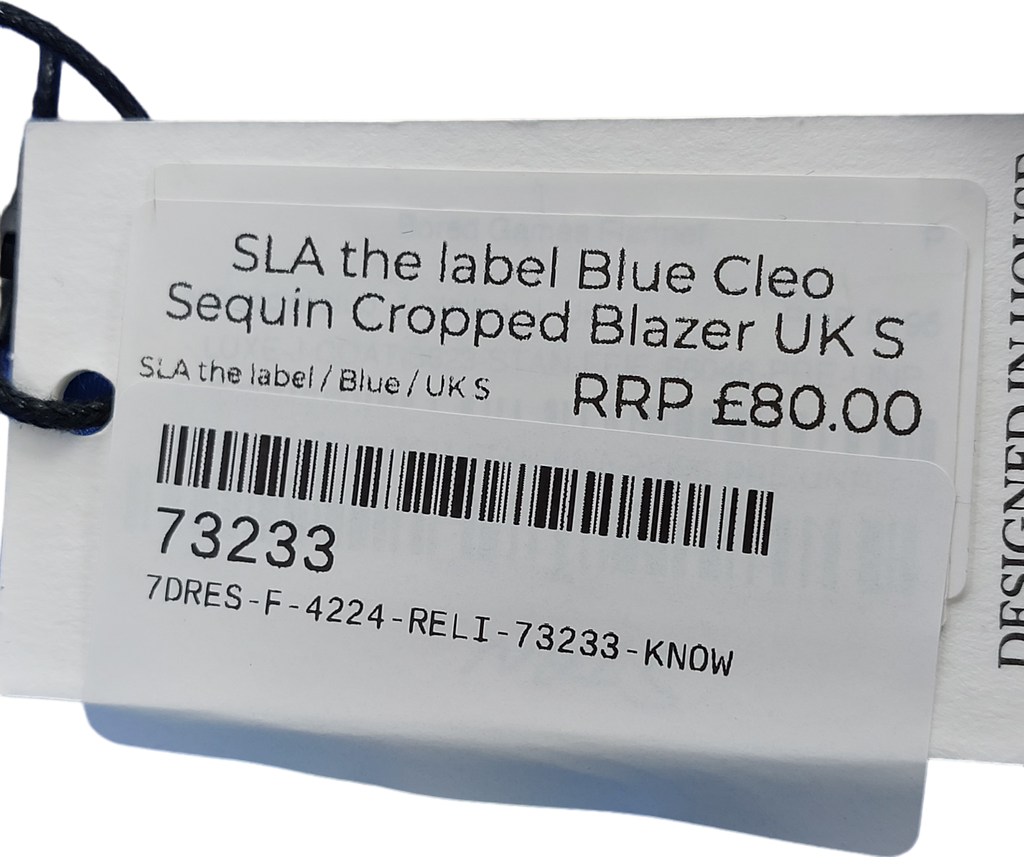 SLA the label Blue Cleo
Sequin Cropped Blazer UK S
SLA the label / Blue / UK S
RRP £80.00
73233
7DRES-F-4224-RELI-73233-KNOW
DESIGNED IN HOUSE